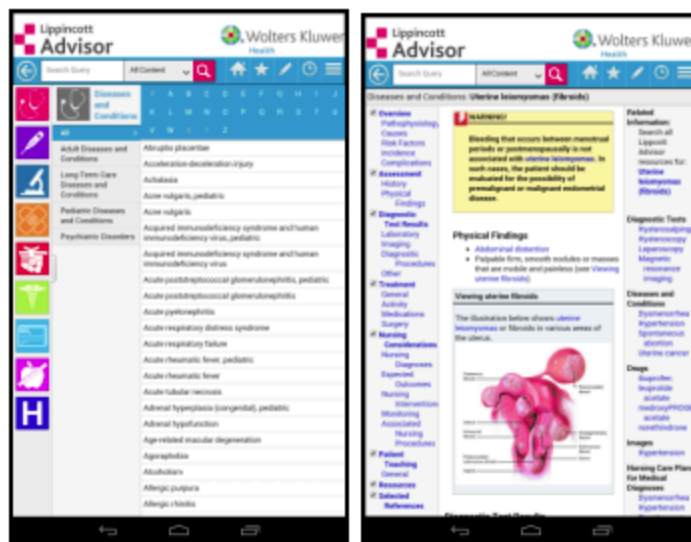 Lippincott
Advisor
Wolters Kluwer
Health
Search Query
All Content
Diseases
and
Conditions
A B C D E F G H I J
K L M N O P Q R S T U
V W X Y Z
All
Adult Diseases and
Conditions
Long-Term Care
Diseases and
Conditions
Pediatric Diseases
and Conditions
Psychiatric Disorders
Abruptio placentae
Acceleration-deceleration injury
Achalasia
Acne vulgaris, pediatric
Acne vulgaris
Acquired immunodeficiency syndrome and human
immunodeficiency virus, pediatric
Acquired immunodeficiency syndrome and human
immunodeficiency virus
Acute poststreptococcal glomerulonephritis, pediatric
Acute poststreptococcal glomerulonephritis
Acute pyelonephritis
Acute respiratory distress syndrome
Acute respiratory failure
Acute rheumatic fever, pediatric
Acute rheumatic fever
Acute tubular necrosis
Adrenal hyperplasia (congenital), pediatric
Adrenal hypofunction
Age-related macular degeneration
Agoraphobia
Alcoholism
Allergic purpura
Allergic rhinitis
H
Lippincott
Advisor
Wolters Kluwe
Health
Search Query
All Content
Diseases and Conditions: Uterine leiomyomas (fibroids)
Overview
Pathophysiology
Causes
Risk Factors
Incidence
Complications
Assessment
History
Physical
Findings
Diagnostic
Test Results
Laboratory
Imaging
Diagnostic
Procedures
Other
Treatment
General
Activity
Medications
Surgery
Nursing
Considerations
Nursing
Diagnoses
Expected
Outcomes
Nursing
Interventions
Monitoring
Associated
Nursing
Procedures
Patient
Teaching
General
Resources
Selected
References
WARNING!
Bleeding that occurs between menstrual
periods or postmenopausally is not
associated with uterine leiomyomas. In
such cases, the patient should be
evaluated for the possibility of
premalignant or malignant endometrial
disease.
Physical Findings
Abdominal distention
Palpable firm, smooth nodules or masses
that are mobile and painless (see Viewing
uterine fibroids)
Viewing uterine fibroids
The illustration below shows uterine
leiomyomas or fibroids in various areas of
the uterus.
Diagnostic Test Results
Related
Information:
Search all
Lippcott
Advisor
resources for:
Uterine
leiomyomas
(fibroids)
Diagnostic Tests
Hysterosalping
Hysteroscopy
Laparoscopy
Magnetic
resonance
imaging
Diseases and
Conditions
Dysmenorrhea
Hypertension
Spontaneous
abortion
Uterine cancer
Drugs
ibuprofen
leuprolide
acetate
medroxyPROGE
acetate
norethindrone
Images
Hypertension
Nursing Care Plans
for Medical
Diagnoses
Dysmenorrhea
Hypertension